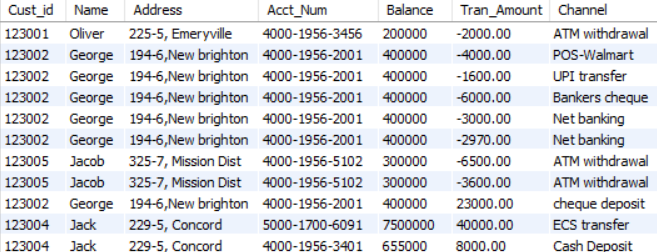 Cust_id Name Address Acct_Num Balance Tran_Amount Channel
123001 Oliver 225-5, Emeryville 4000-1956-3456 200000 -2000.00 ATM withdrawal
123002 George 194-6,New brighton 4000-1956-2001 400000 -4000.00 POS-Walmart
123002 George 194-6,New brighton 4000-1956-2001 400000 -1600.00 UPI transfer
123002 George 194-6,New brighton 4000-1956-2001 400000 -6000.00 Bankers cheque
123002 George 194-6,New brighton 4000-1956-2001 400000 -3000.00 Net banking
123002 George 194-6,New brighton 4000-1956-2001 400000 -2970.00 Net banking
123005 Jacob 325-7, Mission Dist 4000-1956-5102 300000 -6500.00 ATM withdrawal
123005 Jacob 325-7, Mission Dist 4000-1956-5102 300000 -3600.00 ATM withdrawal
123002 George 194-6,New brighton 4000-1956-2001 400000 23000.00 cheque deposit
123004 Jack 229-5, Concord 5000-1700-6091 7500000 40000.00 ECS transfer
123004 Jack 229-5, Concord 4000-1956-3401 655000 8000.00 Cash Deposit